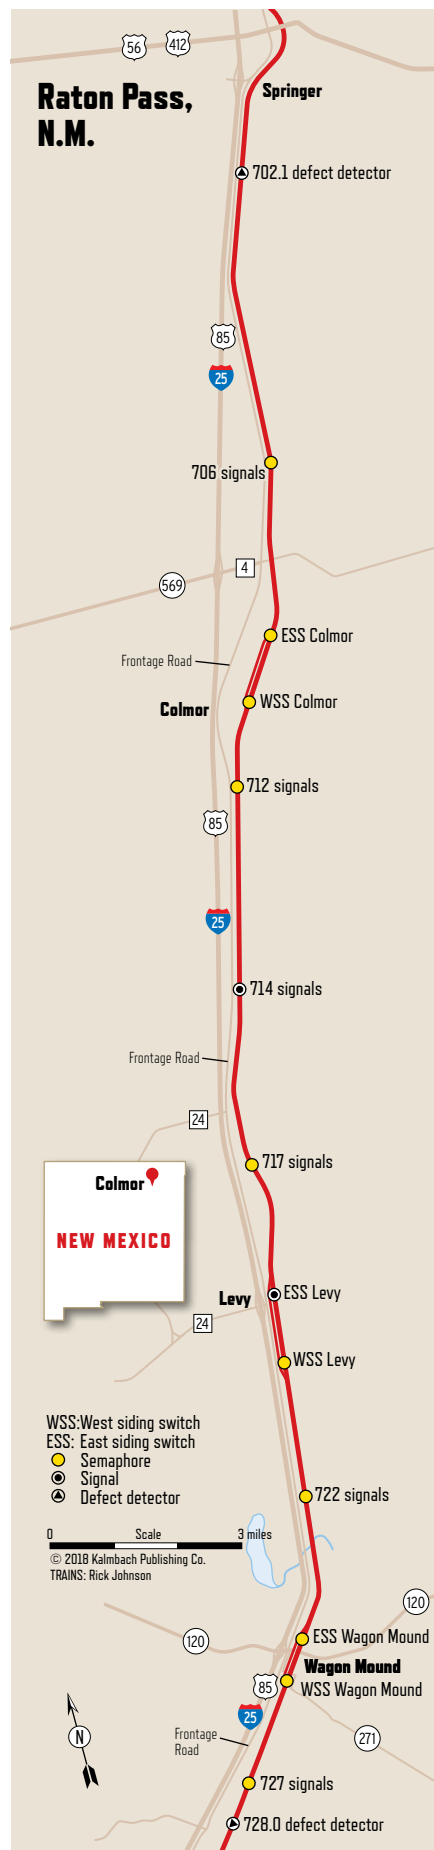 56
412
Raton Pass,
N.M.
Springer
702.1 defect detector
85
25
706 signals
4
569
ESS Colmor
Frontage Road
WSS Colmor
Colmor
712 signals
85
25
714 signals
Frontage Road
24
717 signals
Colmor
NEW MEXICO
ESS Levy
Levy
24
WSS Levy
WSS:West siding switch
ESS: East siding switch
Semaphore
Signal
Defect detector
722 signals
0 Scale 3 miles
© 2018 Kalmbach Publishing Co.
TRAINS: Rick Johnson
120
120
ESS Wagon Mound
Wagon Mound
WSS Wagon Mound
85
25
N
Frontage
Road
271
727 signals
728.0 defect detector